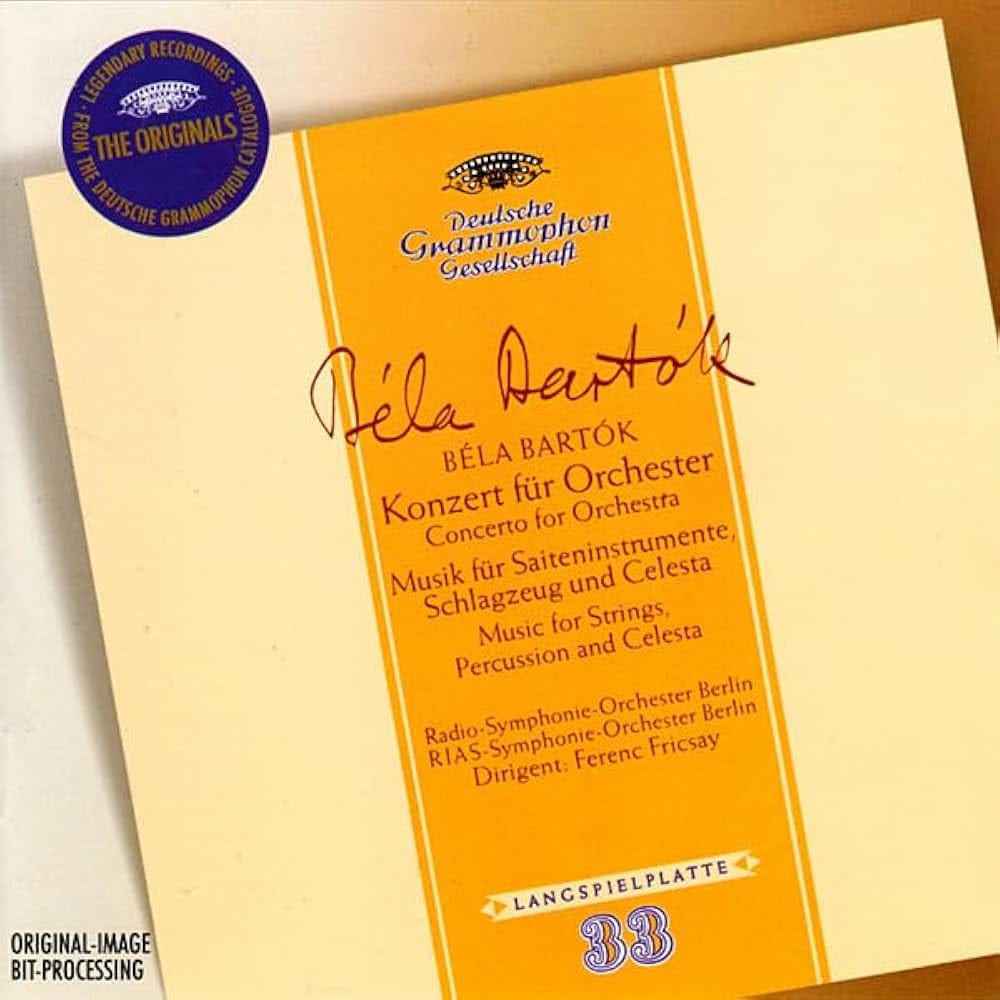 LEGENDARY RECORDINGS · FROM THE DEUTSCHE GRAMMOPHON CATALOGUE ·
THE ORIGINALS
Deutsche
Grammophon
Gesellschaft
Béla Bartók
BÉLA BARTÓK
Konzert für Orchester
Concerto for Orchestra
Musik für Saiteninstrumente,
Schlagzeug und Celesta
Music for Strings,
Percussion and Celesta
Radio-Symphonie-Orchester Berlin
RIAS-Symphonie-Orchester Berlin
Dirigent: Ferenc Fricsay
LANGSPIELPLATTE
33
ORIGINAL-IMAGE
BIT-PROCESSING